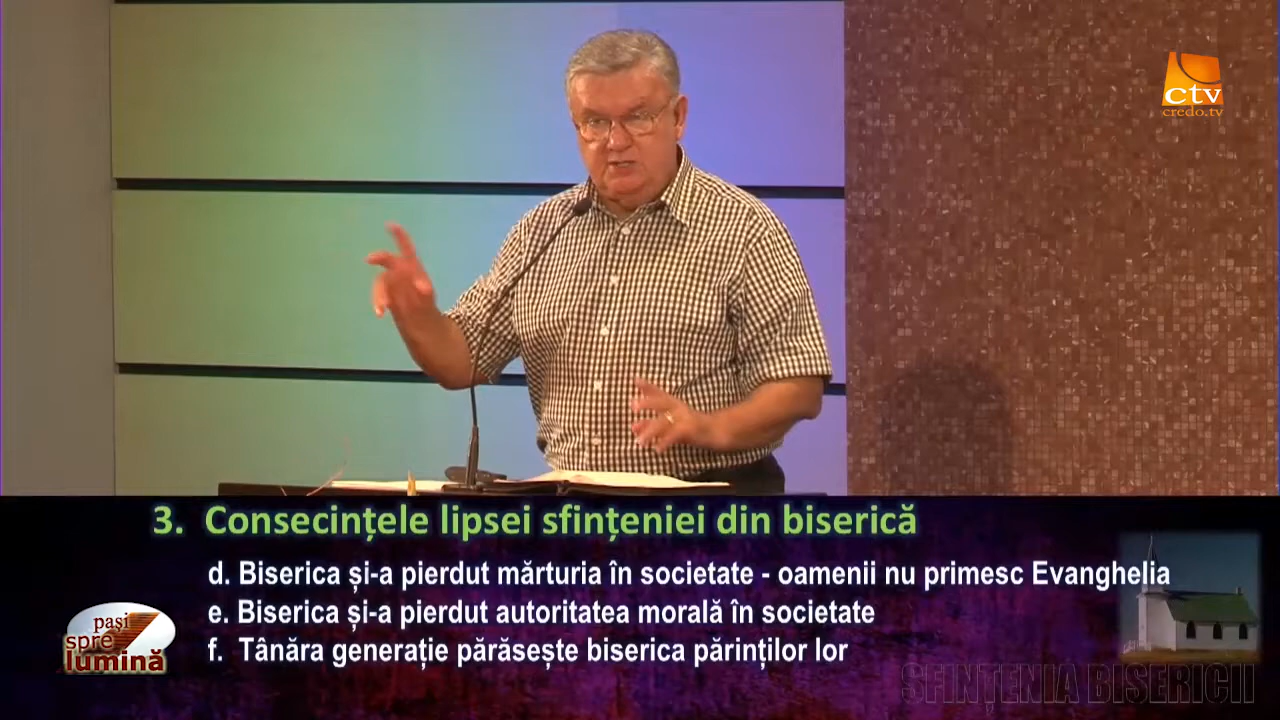 ctv
credo.tv
3. Consecințele lipsei sfințeniei din biserică
d. Biserica și-a pierdut mărturia în societate - oamenii nu primesc Evanghelia
e. Biserica și-a pierdut autoritatea morală în societate
f. Tânăra generație părăsește biserica părinților lor
pași
spre
lumină
SFINȚENIA BISERICII